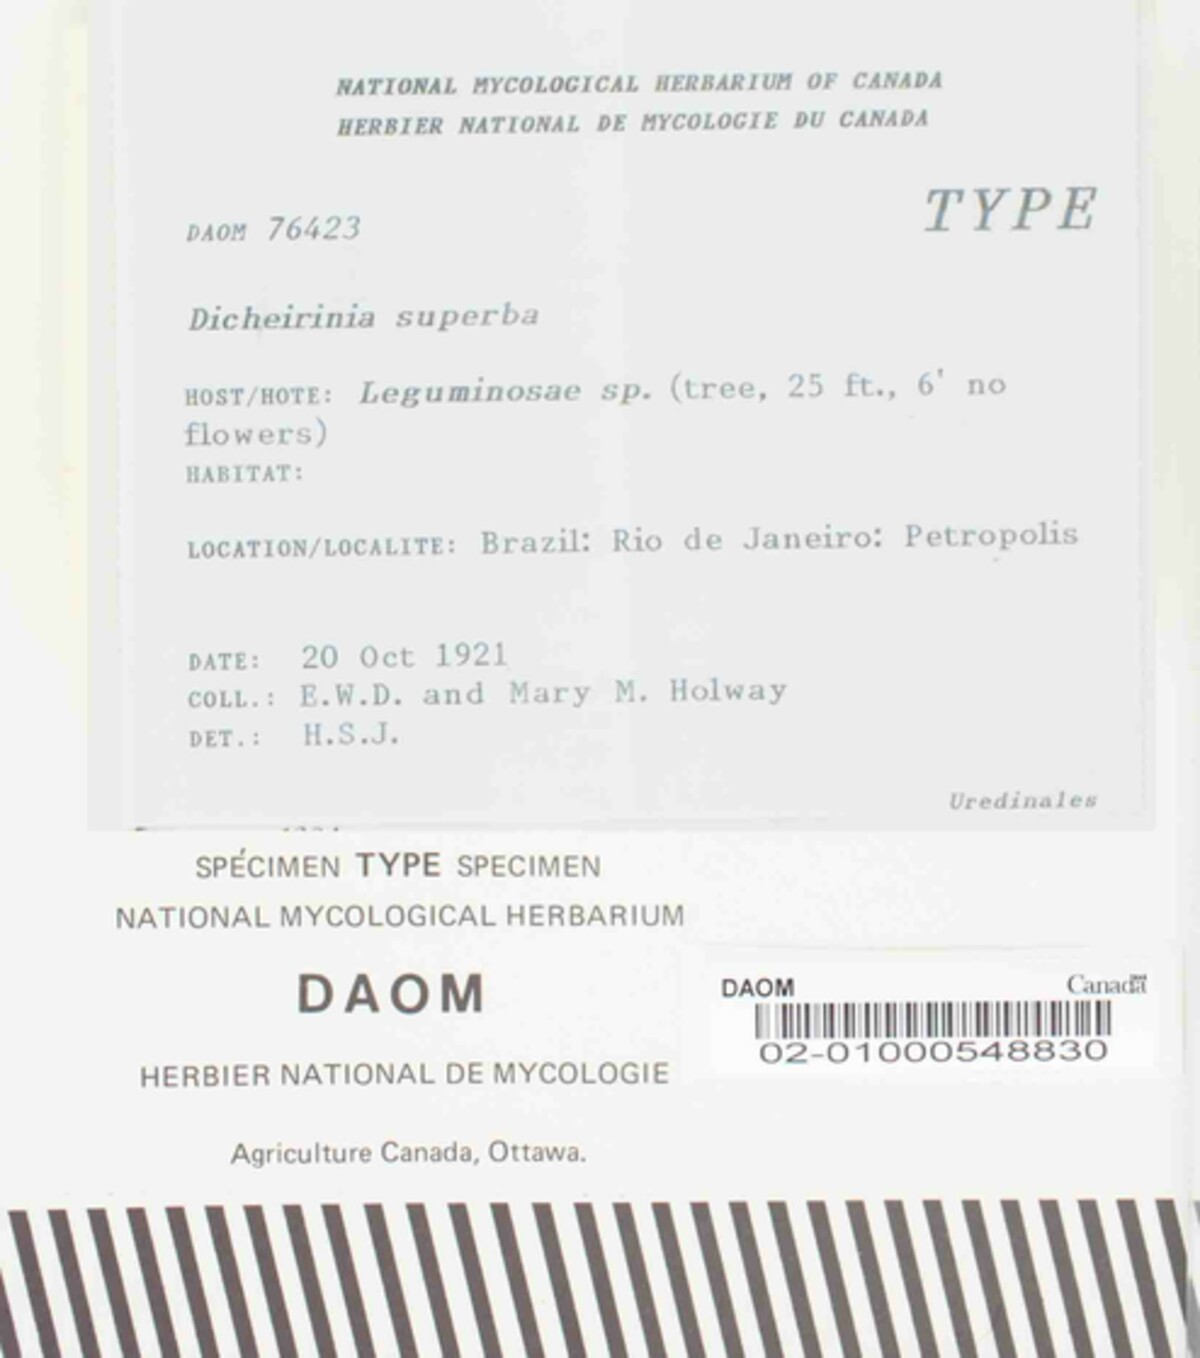 NATIONAL MYCOLOGICAL HERBARIUM OF CANADA
HERBIER NATIONAL DE MYCOLOGIE DU CANADA
TYPE
DAOM 76423
Dicheirinia superba
HOST/HOTE: Leguminosae sp. (tree, 25 ft., 6' no
flowers)
HABITAT:
LOCATION/LOCALITE: Brazil: Rio de Janeiro: Petropolis
DATE: 20 Oct 1921
COLL.: E.W.D. and Mary M. Holway
DET.: H.S.J.
Uredinales
SPÉCIMEN TYPE SPECIMEN
NATIONAL MYCOLOGICAL HERBARIUM
DAOM
HERBIER NATIONAL DE MYCOLOGIE
Agriculture Canada, Ottawa.
DAOM Canada
02-01000548830